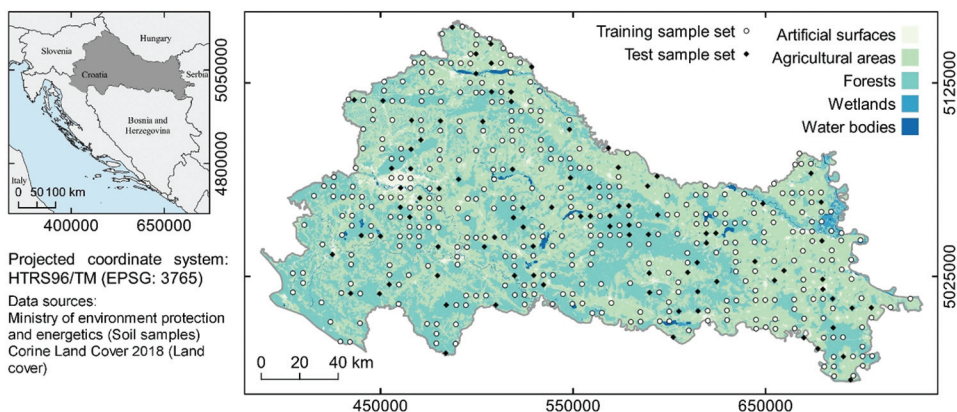 Hungary
Slovenia
Croatia
Serbia
Bosnia and
Herzegovina
Italy
0 50 100 km
400000 650000
4800000 5050000
Projected coordinate system:
HTRS96/TM (EPSG: 3765)
Data sources:
Ministry of environment protection
and energetics (Soil samples)
Corine Land Cover 2018 (Land
cover)
Training sample set
Test sample set
Artificial surfaces
Agricultural areas
Forests
Wetlands
Water bodies
0 20 40 km
450000 550000 650000
5025000 5125000